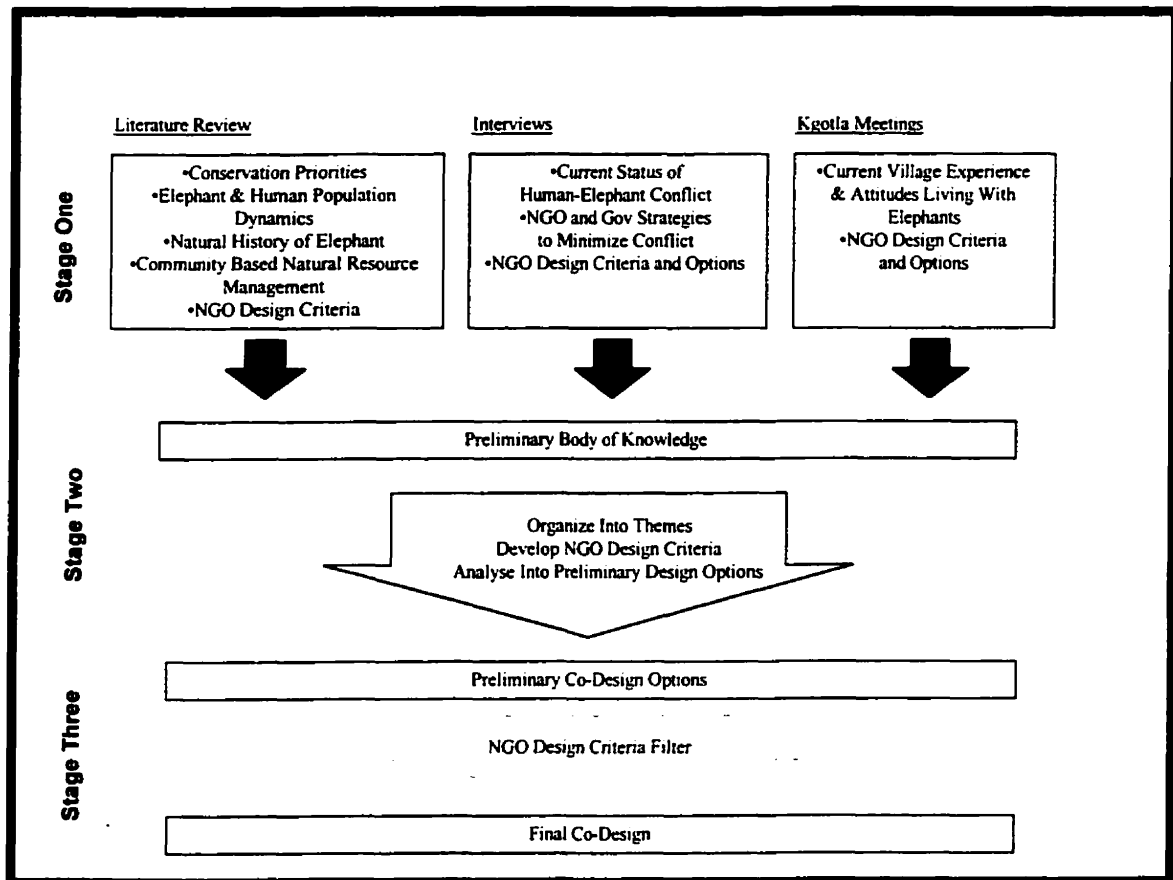 Literature Review
•Conservation Priorities
•Elephant & Human Population
Dynamics
•Natural History of Elephant
•Community Based Natural Resource
Management
•NGO Design Criteria
Interviews
•Current Status of
Human-Elephant Conflict
•NGO and Gov Strategies
to Minimize Conflict
•NGO Design Criteria and Options
Kgotla Meetings
•Current Village Experience
& Attitudes Living With
Elephants
•NGO Design Criteria
and Options
Stage One
Preliminary Body of Knowledge
Stage Two
Organize Into Themes
Develop NGO Design Criteria
Analyse Into Preliminary Design Options
Preliminary Co-Design Options
Stage Three
NGO Design Criteria Filter
Final Co-Design